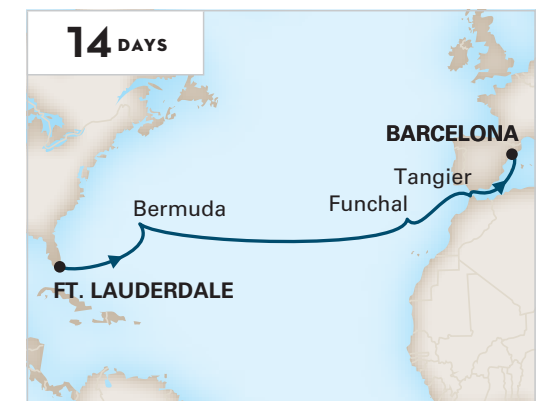 14 DAYS
BARCELONA
Tangier
Funchal
Bermuda
FT. LAUDERDALE